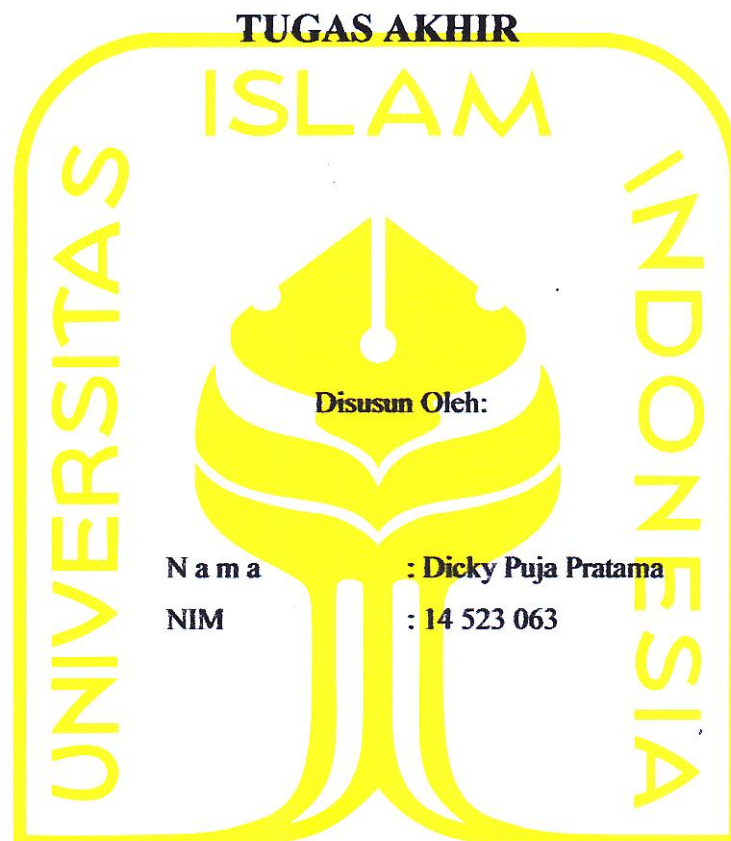 TUGAS AKHIR
ISLAM
UNIVERSITAS
INDONESIA
Disusun Oleh:
N a m a : Dicky Puja Pratama
NIM : 14 523 063